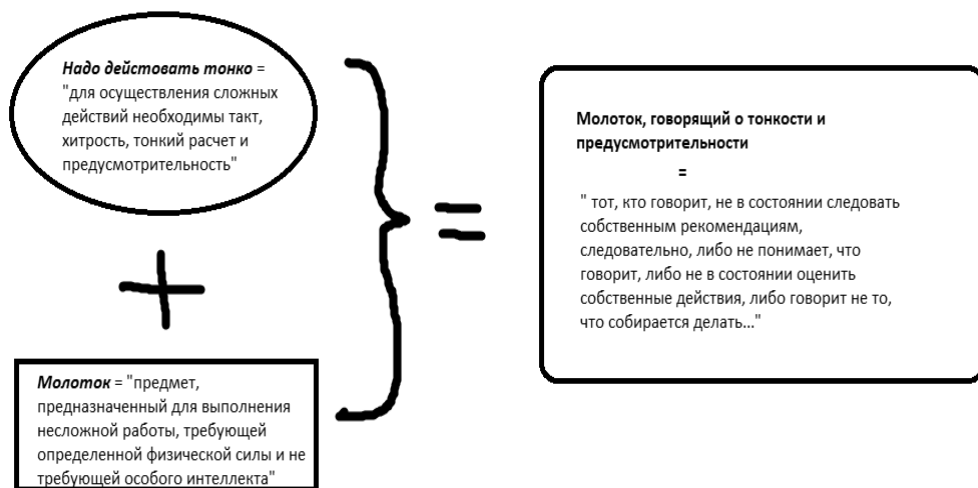 Надо действовать тонко =
"для осуществления сложных
действий необходимы такт,
хитрость, тонкий расчет и
предусмотрительность"
+
Молоток = "предмет,
предназначенный для выполнения
несложной работы, требующей
определенной физической силы и не
требующей особого интеллекта"
=
Молоток, говорящий о тонкости и
предусмотрительности
=
" тот, кто говорит, не в состоянии следовать
собственным рекомендациям,
следовательно, либо не понимает, что
говорит, либо не в состоянии оценить
собственные действия, либо говорит не то,
что собирается делать..."